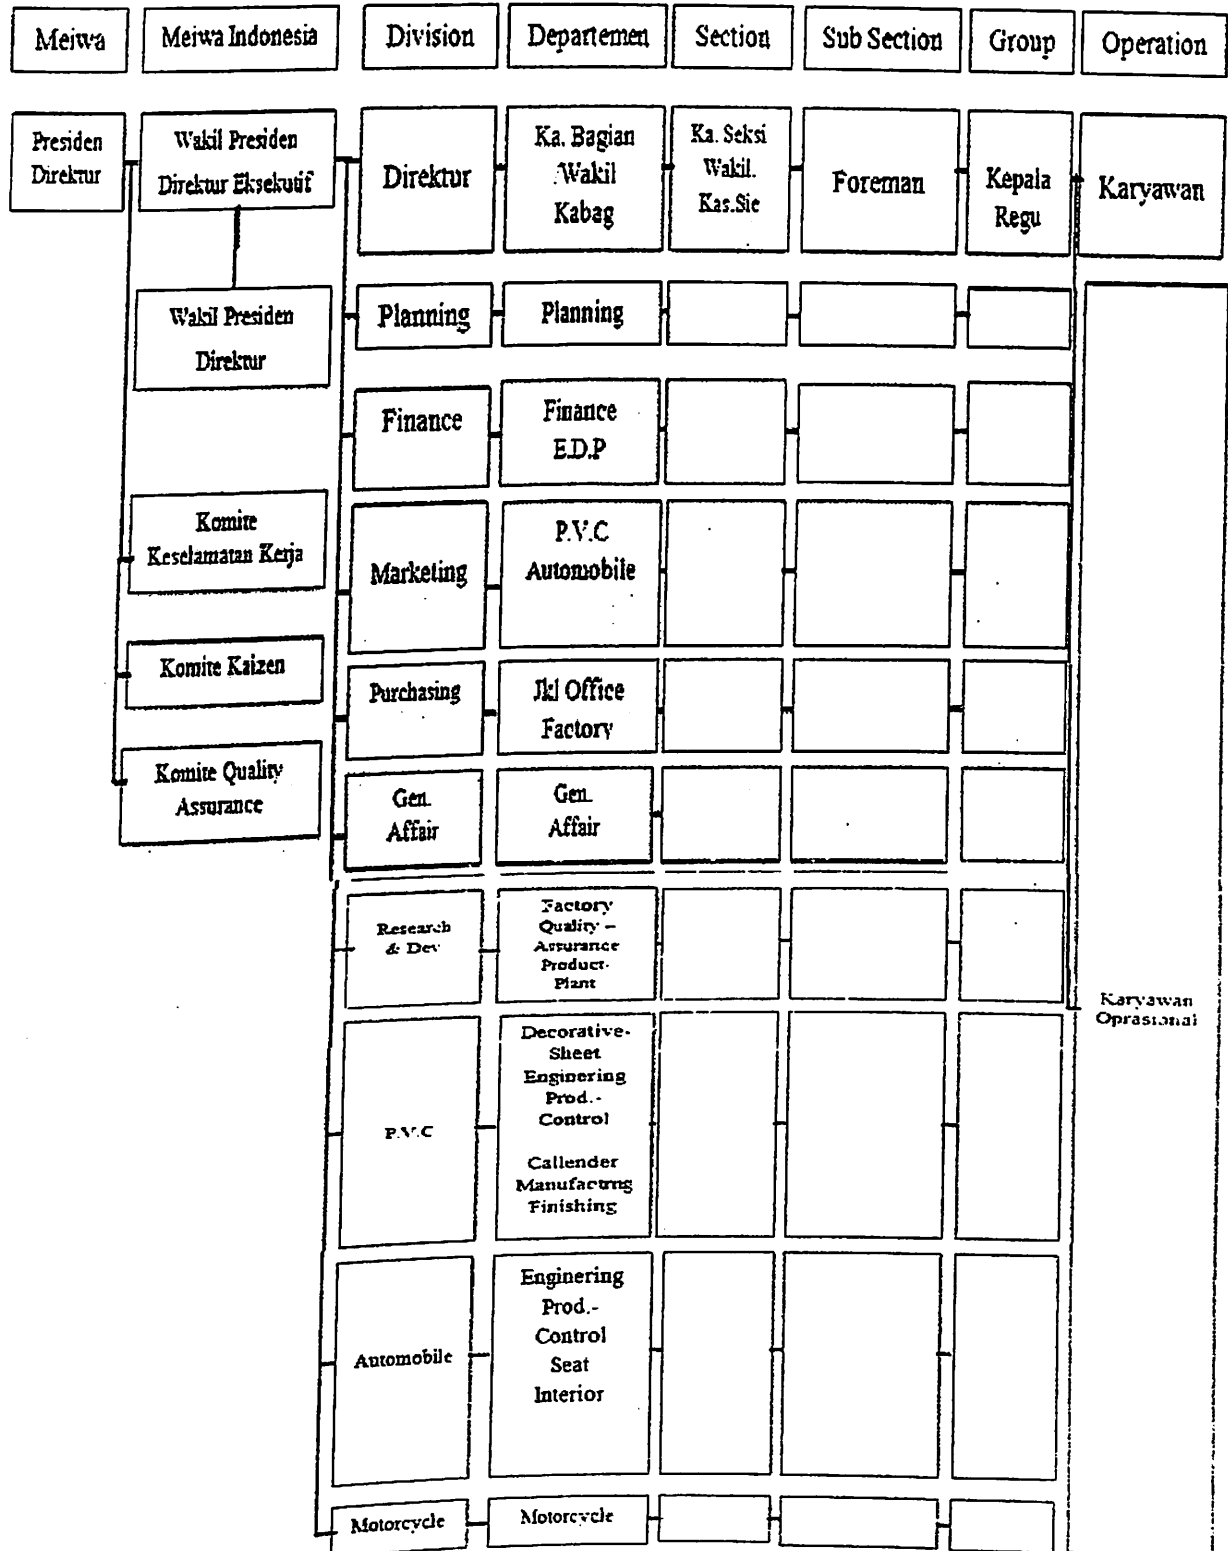 Meiwa
Meiwa Indonesia
Division
Departemen
Section
Sub Section
Group
Operation
Presiden
Direktur
Wakil Presiden
Direktur Eksekutif
Direktur
Ka. Bagian
Wakil
Kabag
Ka. Seksi
Wakil.
Kas.Sie
Foreman
Kepala
Regu
Karyawan
Wakil Presiden
Direktur
Planning
Planning
Finance
Finance
E.D.P
Komite
Keselamatan Kerja
Marketing
P.V.C
Automobile
Komite Kaizen
Purchasing
Jkl Office
Factory
Komite Quality
Assurance
Gen.
Affair
Gen.
Affair
Research
& Dev
Factory
Quality –
Assurance
Product-
Plant
Karyawan
Oprasional
P.V.C
Decorative-
Sheet
Enginering
Prod.-
Control
Callender
Manufactrng
Finishing
Automobile
Enginering
Prod.-
Control
Seat
Interior
Motorcycle
Motorcycle